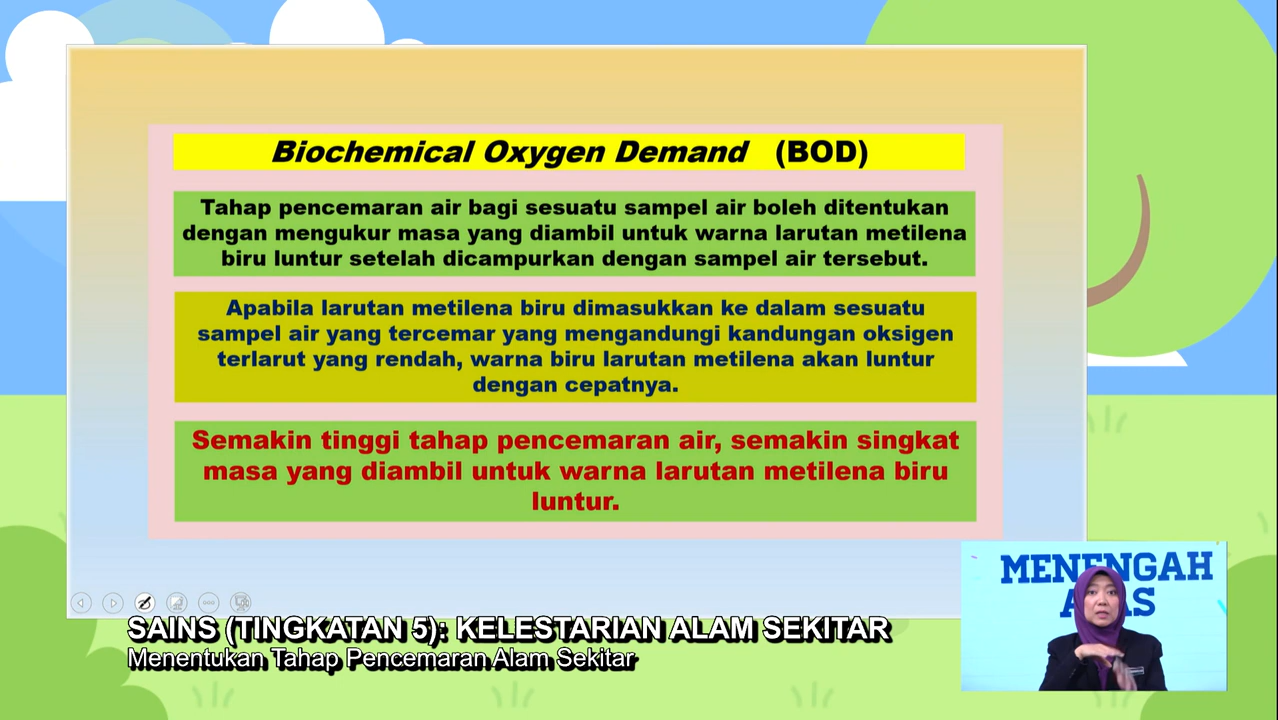 Biochemical Oxygen Demand (BOD)
Tahap pencemaran air bagi sesuatu sampel air boleh ditentukan
dengan mengukur masa yang diambil untuk warna larutan metilena
biru luntur setelah dicampurkan dengan sampel air tersebut.
Apabila larutan metilena biru dimasukkan ke dalam sesuatu
sampel air yang tercemar yang mengandungi kandungan oksigen
terlarut yang rendah, warna biru larutan metilena akan luntur
dengan cepatnya.
Semakin tinggi tahap pencemaran air, semakin singkat
masa yang diambil untuk warna larutan metilena biru
luntur.
MENENGAH
SAINS (TINGKATAN 5): KELESTARIAN ALAM SEKITAR
Menentukan Tahap Pencemaran Alam Sekitar